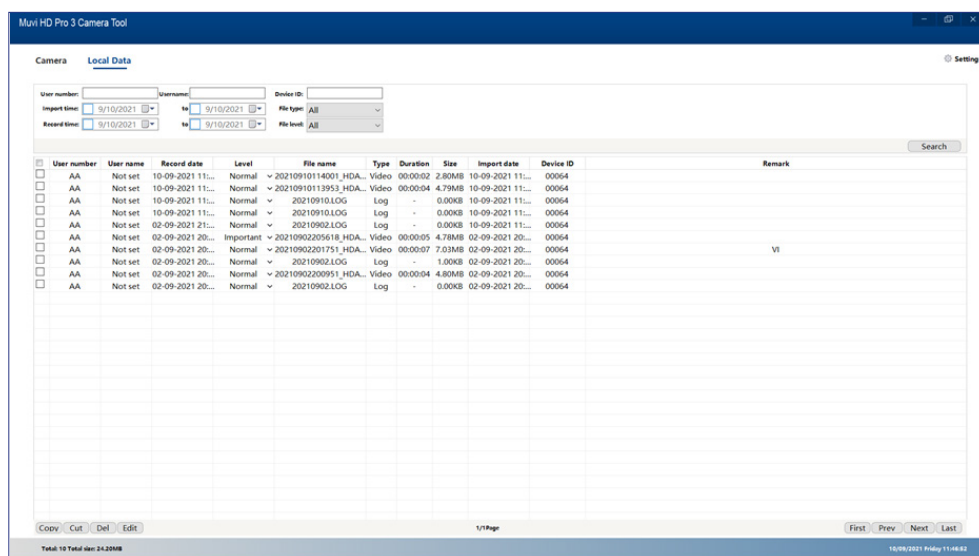 Muvi HD Pro 3 Camera Tool
Camera Local Data Setting
User number: Username: Device ID:
Import time: 9/10/2021 to 9/10/2021 File type: All
Record time: 9/10/2021 to 9/10/2021 File level: All
Search
User number User name Record date Level File name Type Duration Size Import date Device ID Remark
AA Not set 10-09-2021 11:... Normal 20210910114001_HDA... Video 00:00:02 2.80MB 10-09-2021 11:... 00064
AA Not set 10-09-2021 11:... Normal 20210910113953_HDA... Video 00:00:04 4.79MB 10-09-2021 11:... 00064
AA Not set 10-09-2021 11:... Normal 20210910.LOG Log - 0.00KB 10-09-2021 11:... 00064
AA Not set 10-09-2021 11:... Normal 20210910.LOG Log - 0.00KB 10-09-2021 11:... 00064
AA Not set 02-09-2021 21:... Normal 20210902.LOG Log - 0.00KB 10-09-2021 11:... 00064
AA Not set 02-09-2021 20:... Important 20210902205618_HDA... Video 00:00:05 4.78MB 02-09-2021 20:... 00064
AA Not set 02-09-2021 20:... Normal 20210902201751_HDA... Video 00:00:07 7.03MB 02-09-2021 20:... 00064 VI
AA Not set 02-09-2021 20:... Normal 20210902.LOG Log - 1.00KB 02-09-2021 20:... 00064
AA Not set 02-09-2021 20:... Normal 20210902200951_HDA... Video 00:00:04 4.80MB 02-09-2021 20:... 00064
AA Not set 02-09-2021 20:... Normal 20210902.LOG Log - 0.00KB 02-09-2021 20:... 00064
Copy Cut Del Edit 1/1Page First Prev Next Last
Total: 10 Total size: 24.20MB 10/09/2021 Friday 11:46:52